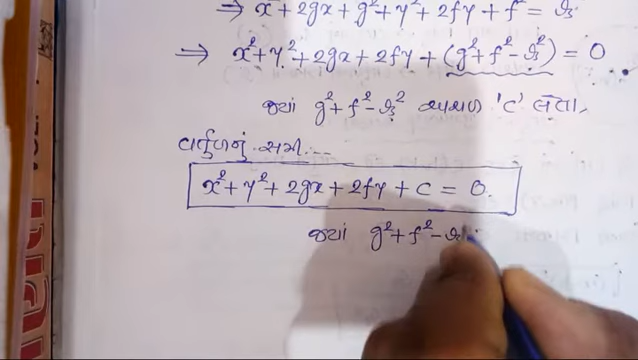 ⇒ x² + 2gx + g² + y² + 2fy + f² = r²
⇒ x² + y² + 2gx + 2fy + (g² + f² - r²) = 0
જ્યાં g² + f² - r² અચળ 'C' લેતા,
વર્તુળનું સમી....
x² + y² + 2gx + 2fy + C = 0.
જ્યાં g² + f² - r²